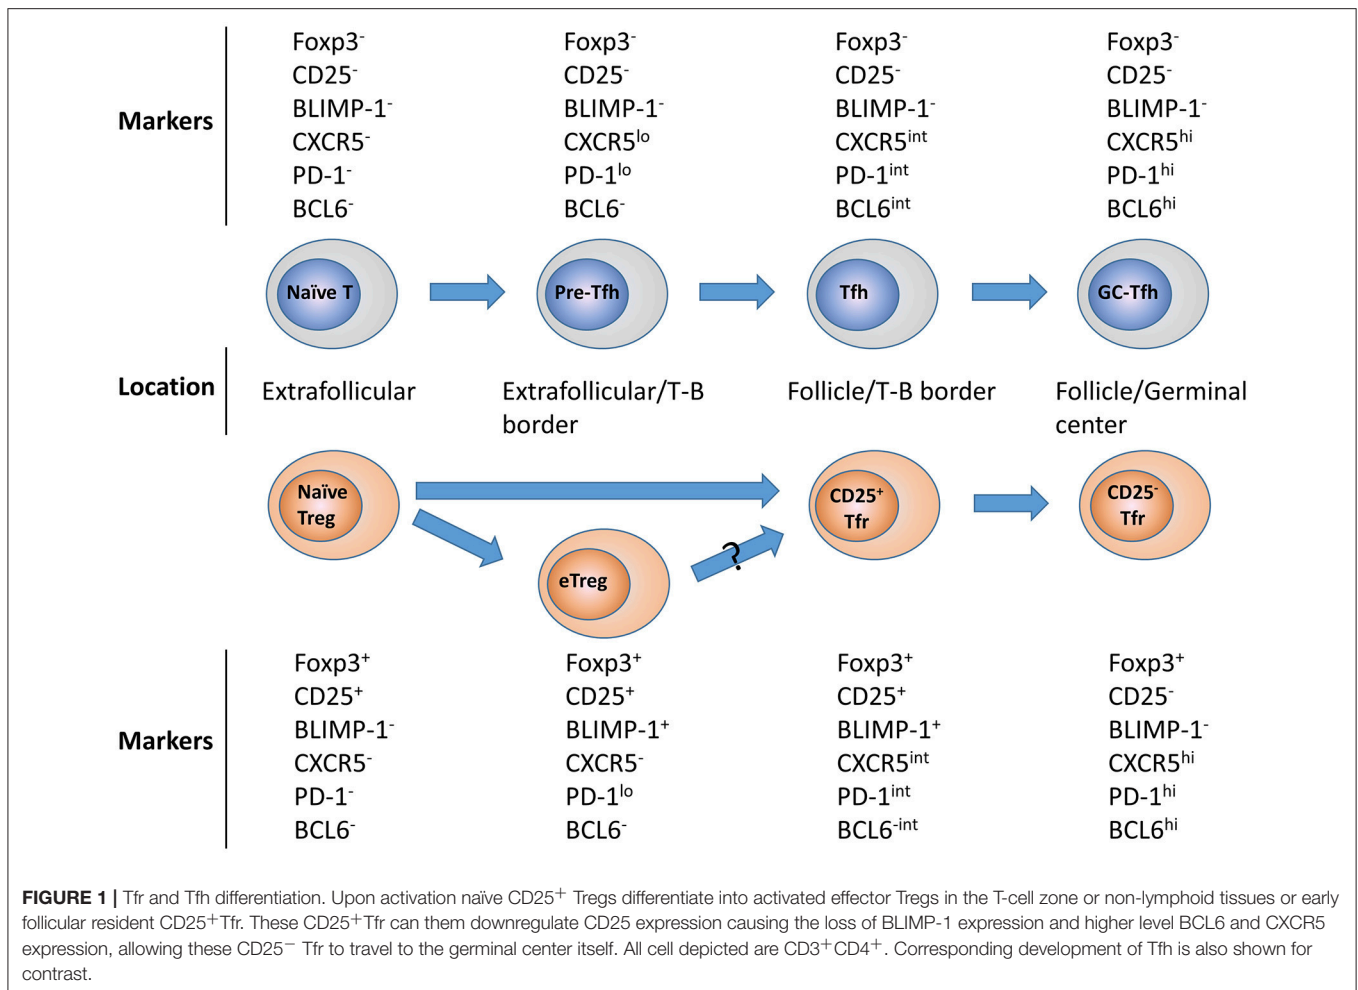 Markers
Foxp3⁻
CD25⁻
BLIMP-1⁻
CXCR5⁻
PD-1⁻
BCL6⁻
Foxp3⁻
CD25⁻
BLIMP-1⁻
CXCR5ˡᵒ
PD-1ˡᵒ
BCL6⁻
Foxp3⁻
CD25⁻
BLIMP-1⁻
CXCR5ⁱⁿᵗ
PD-1ⁱⁿᵗ
BCL6ⁱⁿᵗ
Foxp3⁻
CD25⁻
BLIMP-1⁻
CXCR5ʰⁱ
PD-1ʰⁱ
BCL6ʰⁱ
Naïve T
Pre-Tfh
Tfh
GC-Tfh
Location
Extrafollicular
Extrafollicular/T-B
border
Follicle/T-B border
Follicle/Germinal
center
Naïve
Treg
eTreg
?
CD25⁺
Tfr
CD25⁻
Tfr
Markers
Foxp3⁺
CD25⁺
BLIMP-1⁻
CXCR5⁻
PD-1⁻
BCL6⁻
Foxp3⁺
CD25⁺
BLIMP-1⁺
CXCR5⁻
PD-1ˡᵒ
BCL6⁻
Foxp3⁺
CD25⁺
BLIMP-1⁺
CXCR5ⁱⁿᵗ
PD-1ⁱⁿᵗ
BCL6⁻ⁱⁿᵗ
Foxp3⁺
CD25⁻
BLIMP-1⁻
CXCR5ʰⁱ
PD-1ʰⁱ
BCL6ʰⁱ
FIGURE 1 | Tfr and Tfh differentiation. Upon activation naïve CD25⁺ Tregs differentiate into activated effector Tregs in the T-cell zone or non-lymphoid tissues or early
follicular resident CD25⁺Tfr. These CD25⁺Tfr can them downregulate CD25 expression causing the loss of BLIMP-1 expression and higher level BCL6 and CXCR5
expression, allowing these CD25⁻ Tfr to travel to the germinal center itself. All cell depicted are CD3⁺CD4⁺. Corresponding development of Tfh is also shown for
contrast.